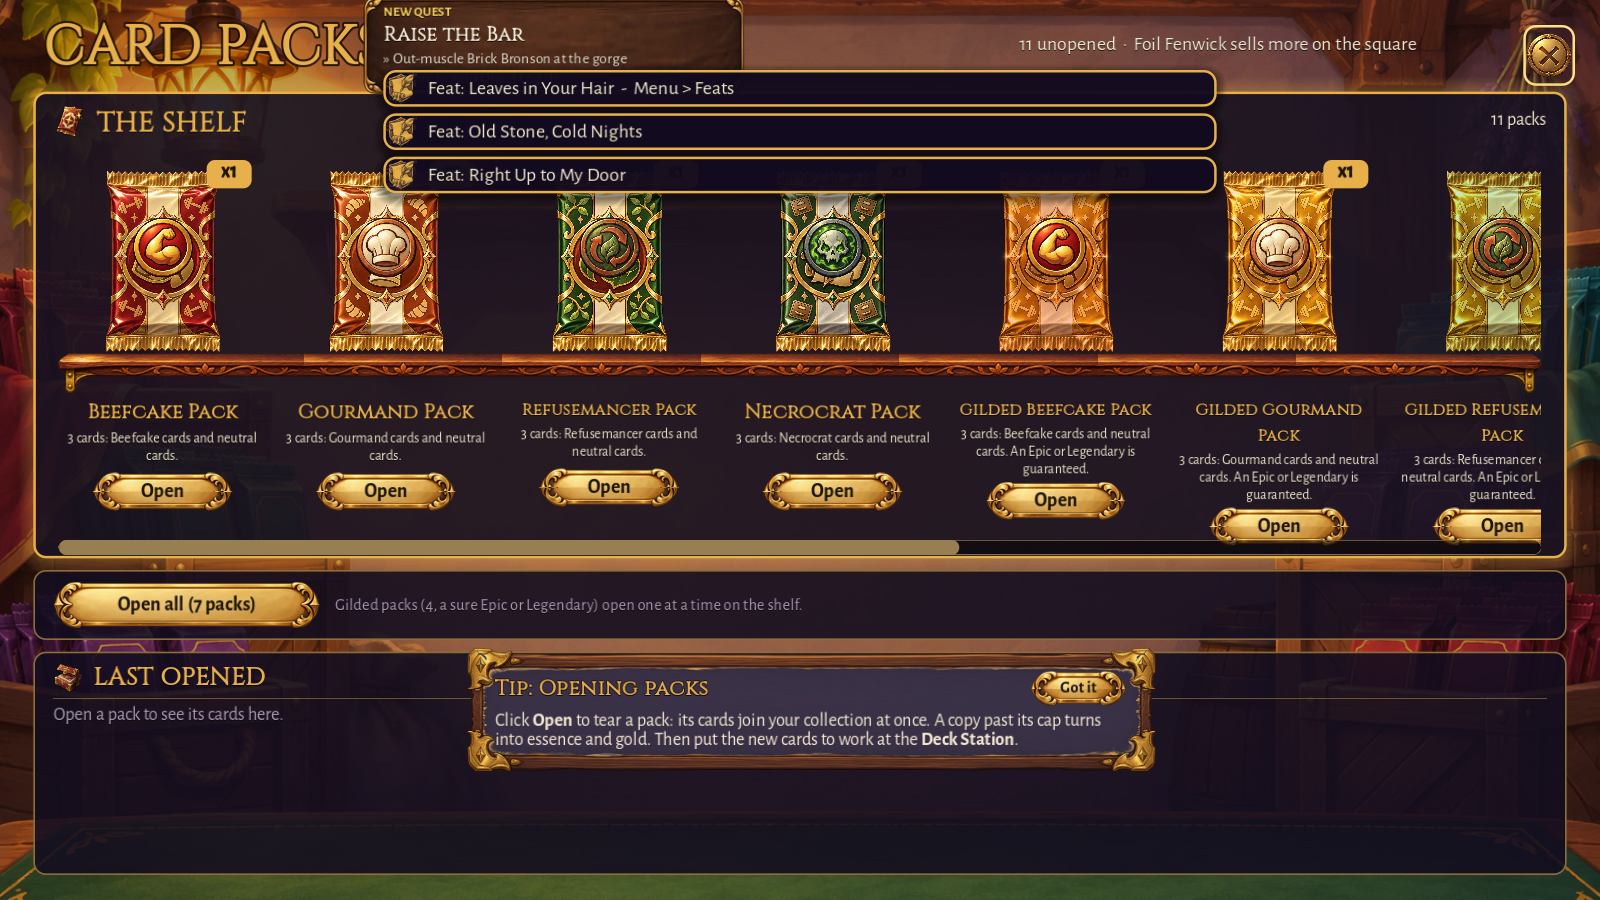 CARD PACKS
NEW QUEST
Raise the Bar
» Out-muscle Brick Bronson at the gorge
11 unopened · Foil Fenwick sells more on the square
Feat: Leaves in Your Hair - Menu > Feats
Feat: Old Stone, Cold Nights
Feat: Right Up to My Door
The Shelf
11 packs
X1
X1
Beefcake Pack
3 cards: Beefcake cards and neutral
cards.
Open
Gourmand Pack
3 cards: Gourmand cards and neutral
cards.
Open
Refusemancer Pack
3 cards: Refusemancer cards and
neutral cards.
Open
Necrocrat Pack
3 cards: Necrocrat cards and neutral
cards.
Open
Gilded Beefcake Pack
3 cards: Beefcake cards and neutral
cards. An Epic or Legendary is
guaranteed.
Open
Gilded Gourmand
Pack
3 cards: Gourmand cards and neutral
cards. An Epic or Legendary is
guaranteed.
Open
Gilded Refusem
Pack
3 cards: Refusemancer
neutral cards. An Epic or L
guaranteed.
Open
Open all (7 packs)
Gilded packs (4, a sure Epic or Legendary) open one at a time on the shelf.
Last Opened
Open a pack to see its cards here.
Tip: Opening packs
Got it
Click Open to tear a pack: its cards join your collection at once. A copy past its cap turns
into essence and gold. Then put the new cards to work at the Deck Station.